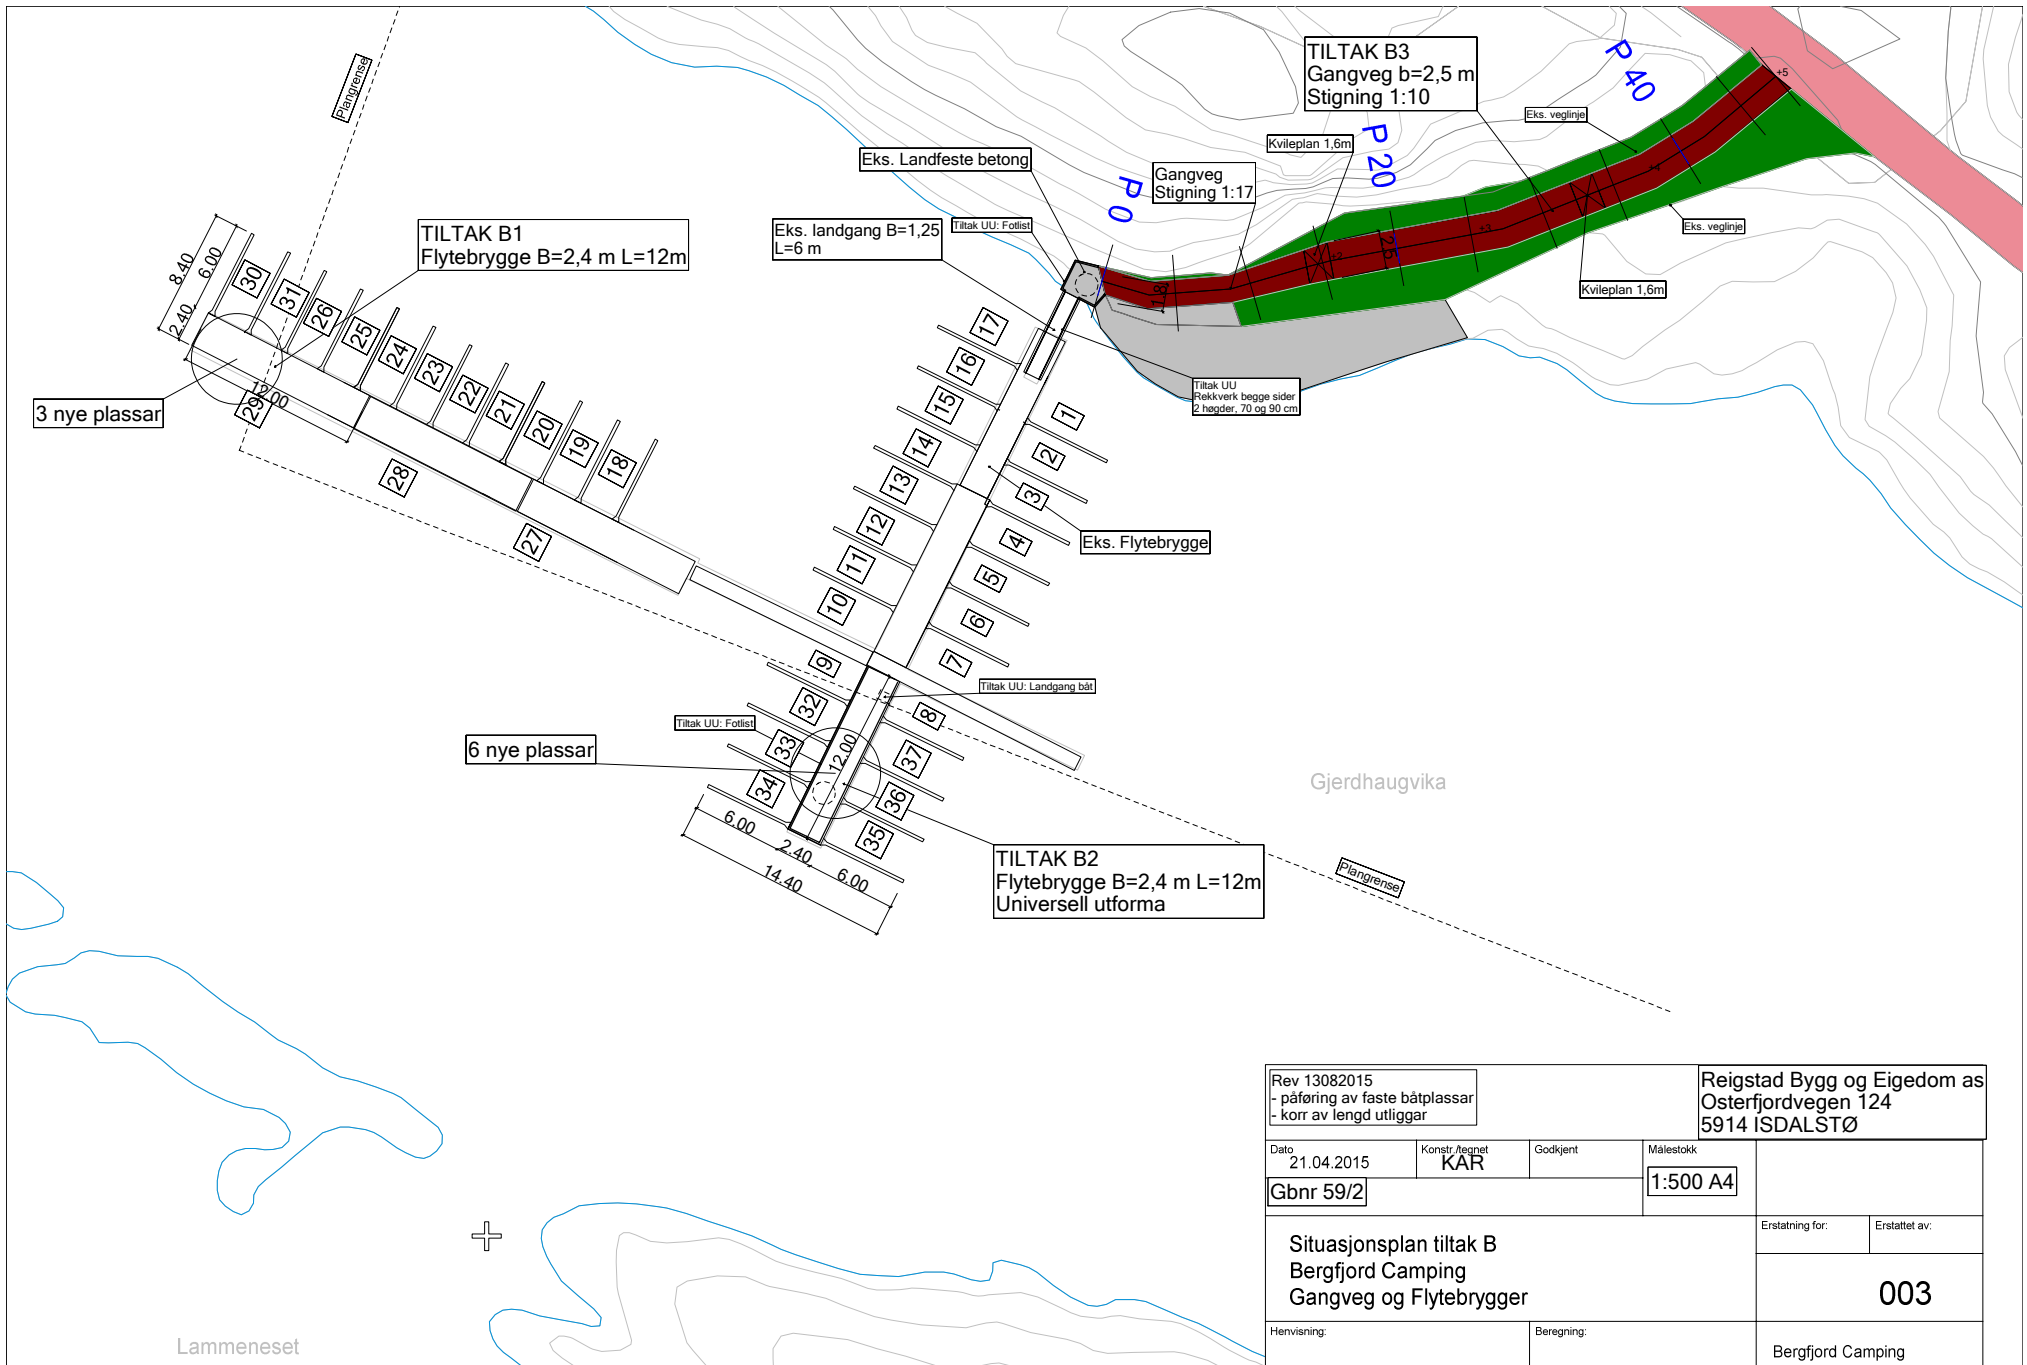 TILTAK B3
Gangveg b=2,5 m
Stigning 1:10
P 40
+5
Plangrense
Eks. veglinje
Kvileplan 1,6m
P 20
Eks. Landfeste betong
Gangveg
Stigning 1:17
P 0
TILTAK B1
Flytebrygge B=2,4 m L=12m
Eks. landgang B=1,25
L=6 m
Tiltak UU: Fotlist
Eks. veglinje
+4
+3
+2
2,5
1,8
Kvileplan 1,6m
8.40
6.00
2.40
12.00
30
31
26
25
24
23
22
21
20
19
18
29
28
27
3 nye plassar
17
16
15
14
13
12
11
10
9
1
2
3
4
5
6
7
8
Tiltak UU
Rekkverk begge sider
2 høgder, 70 og 90 cm
Eks. Flytebrygge
Tiltak UU: Landgang båt
Tiltak UU: Fotlist
6 nye plassar
32
33
34
37
36
35
12.00
6.00
2.40
6.00
14.40
Gjerdhaugvika
TILTAK B2
Flytebrygge B=2,4 m L=12m
Universell utforma
Plangrense
Rev 13082015
- påføring av faste båtplassar
- korr av lengd utliggar
Reigstad Bygg og Eigedom as
Osterfjordvegen 124
5914 ISDALSTØ
Dato
21.04.2015
Konstr./tegnet
KAR
Godkjent
Målestokk
1:500 A4
Gbnr 59/2
Situasjonsplan tiltak B
Bergfjord Camping
Gangveg og Flytebrygger
Erstatning for:
Erstattet av:
003
Henvisning:
Beregning:
Bergfjord Camping
Lammeneset